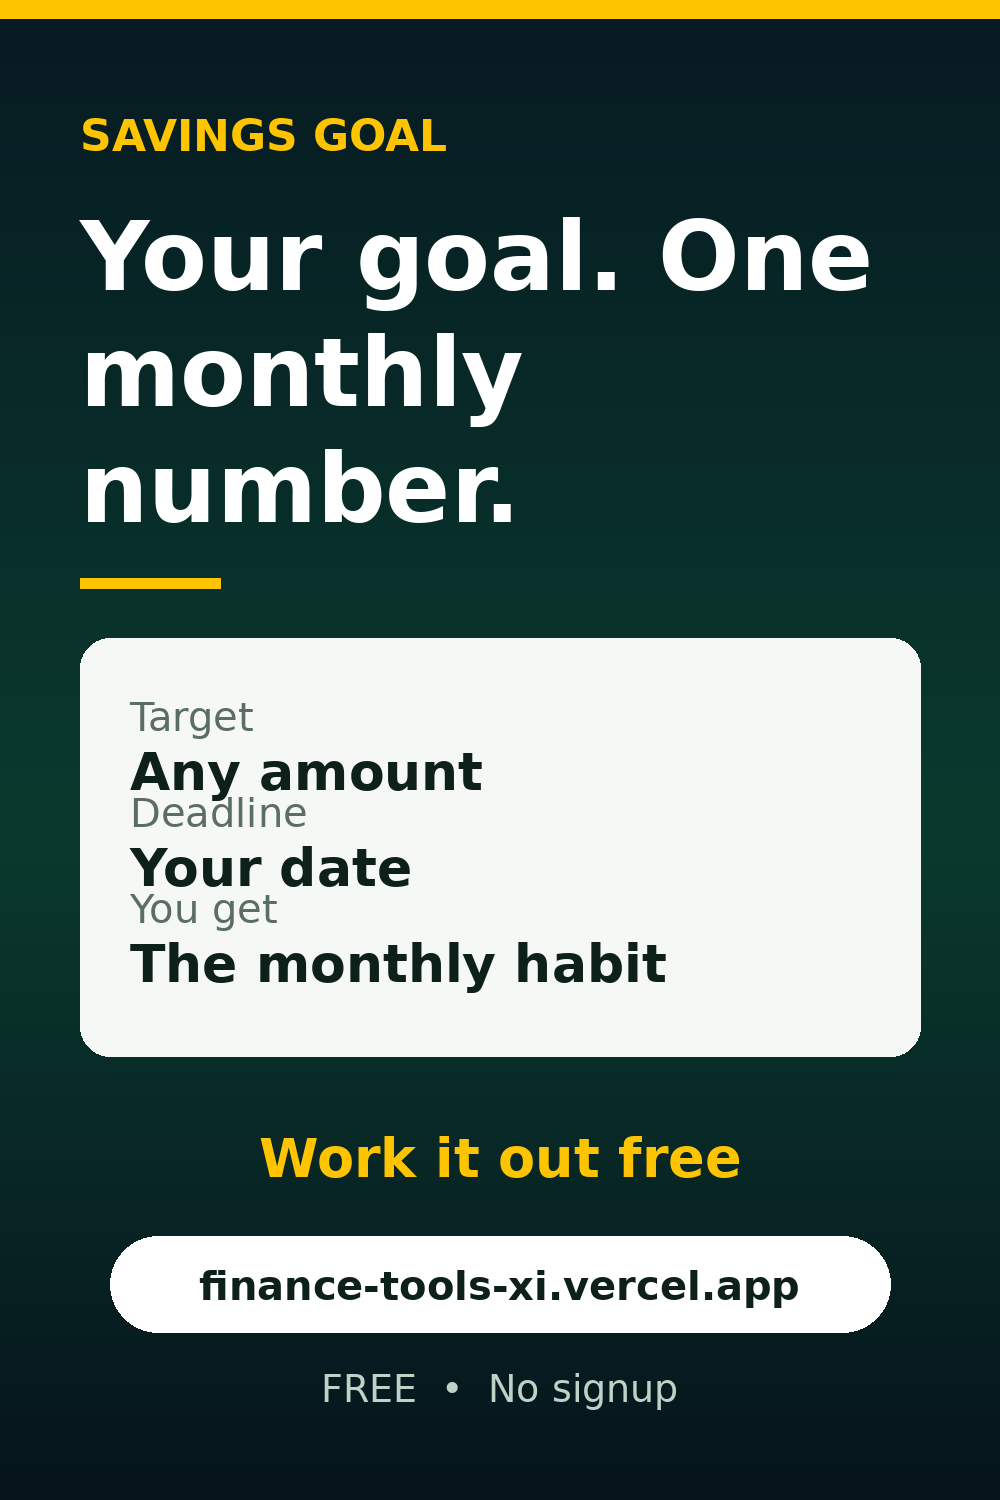 SAVINGS GOAL
Your goal. One
monthly
number.
Target
Any amount
Deadline
Your date
You get
The monthly habit
Work it out free
finance-tools-xi.vercel.app
FREE • No signup